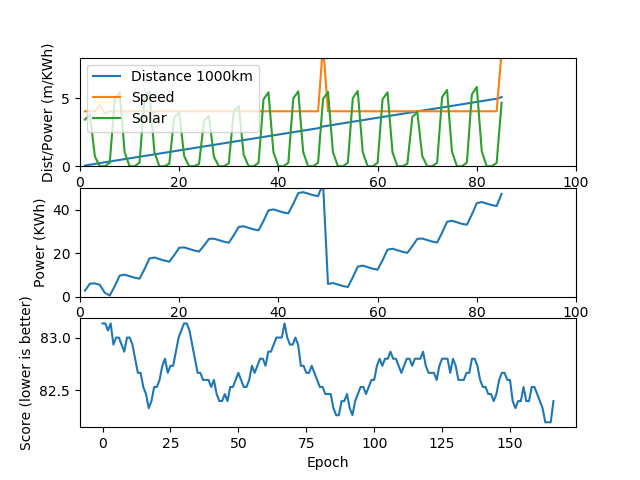 Dist/Power (m/KWh)
Distance 1000km
Speed
Solar
5
0
0 20 40 60 80 100
Power (KWh)
40
20
0
0 20 40 60 80 100
Score (lower is better)
83.0
82.5
0 25 50 75 100 125 150
Epoch